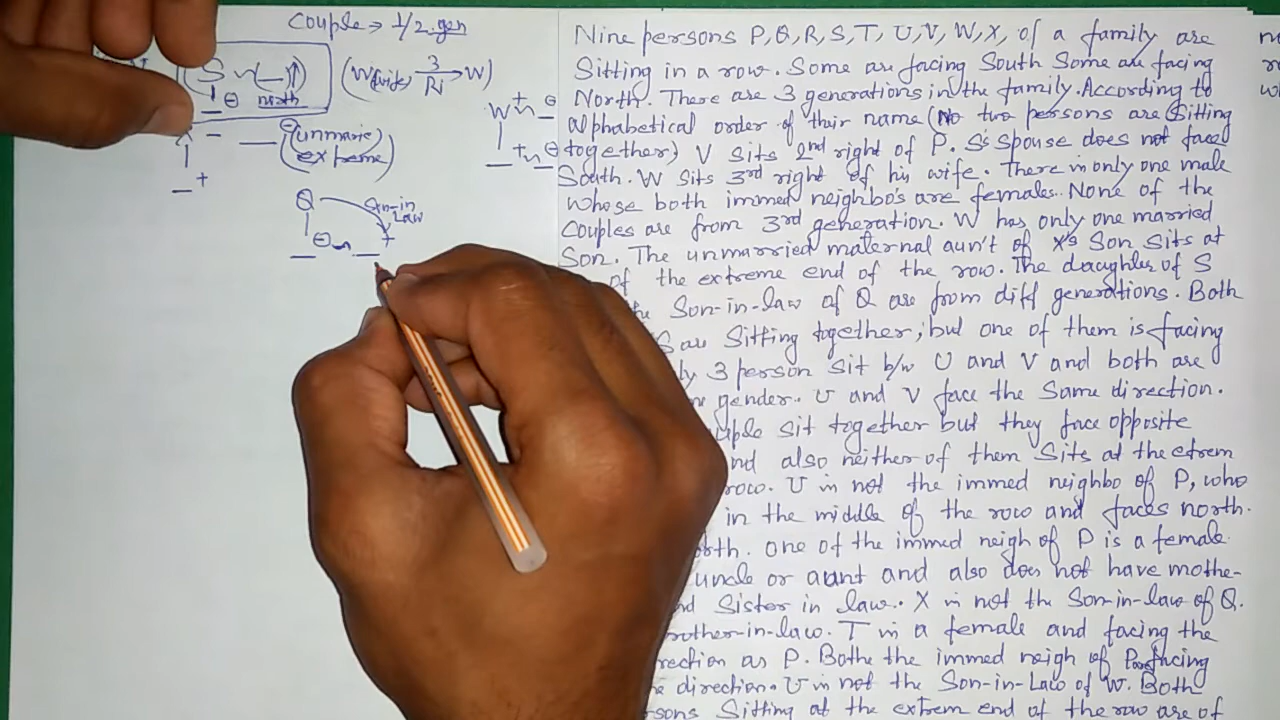 Couple → 1/2 gen
S
north
(W (wife) 3/R → W)
(unmarie)
extreme)
W
Q
Son-in
Law
Nine persons P, Q, R, S, T, U, V, W, X, of a family are
Sitting in a row. Some are facing South Some are facing
North. There are 3 generations in the family. According to
alphabetical order of their name (No two persons are Sitting
together) V Sits 2nd right of P. S's Spouse does not face
South. W Sits 3rd right of his wife. There is only one male
whose both immed neighbo's are females. None of the
Couples are from 3rd generation. W has only one married
Son. The unmarried maternal aun't of X's Son Sits at
of the extreme end of the row. The daughter of S
Son-in-law of Q are from diff generations. Both
S are Sitting together, but one of them is facing
3 person Sit b/w U and V and both are
gender. U and V face the Same direction.
Sit together but they face opposite
also neither of them Sits at the extrem
row. U is not the immed neighbo of P, who
in the middle of the row and faces north.
One of the immed neigh of P is a female
uncle or aunt and also does not have mothe-
Sister in law. X is not the Son-in-law of Q.
T is a female and facing the
as P. Bothe the immed neigh of P are facing
direction. U is not the Son-in-Law of W. Both
Sitting at the extrem end of the row are of